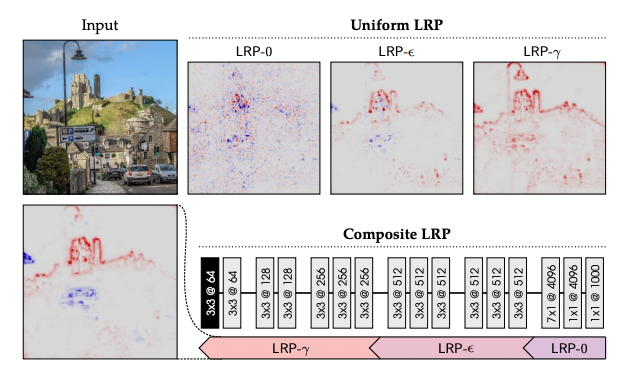 Input
Uniform LRP
LRP-0
LRP-ϵ
LRP-γ
Composite LRP
3x3 @ 64
3x3 @ 64
3x3 @ 128
3x3 @ 128
3x3 @ 256
3x3 @ 256
3x3 @ 256
3x3 @ 512
3x3 @ 512
3x3 @ 512
3x3 @ 512
3x3 @ 512
3x3 @ 512
7x1 @ 4096
1x1 @ 4096
1x1 @ 1000
LRP-γ
LRP-ϵ
LRP-0